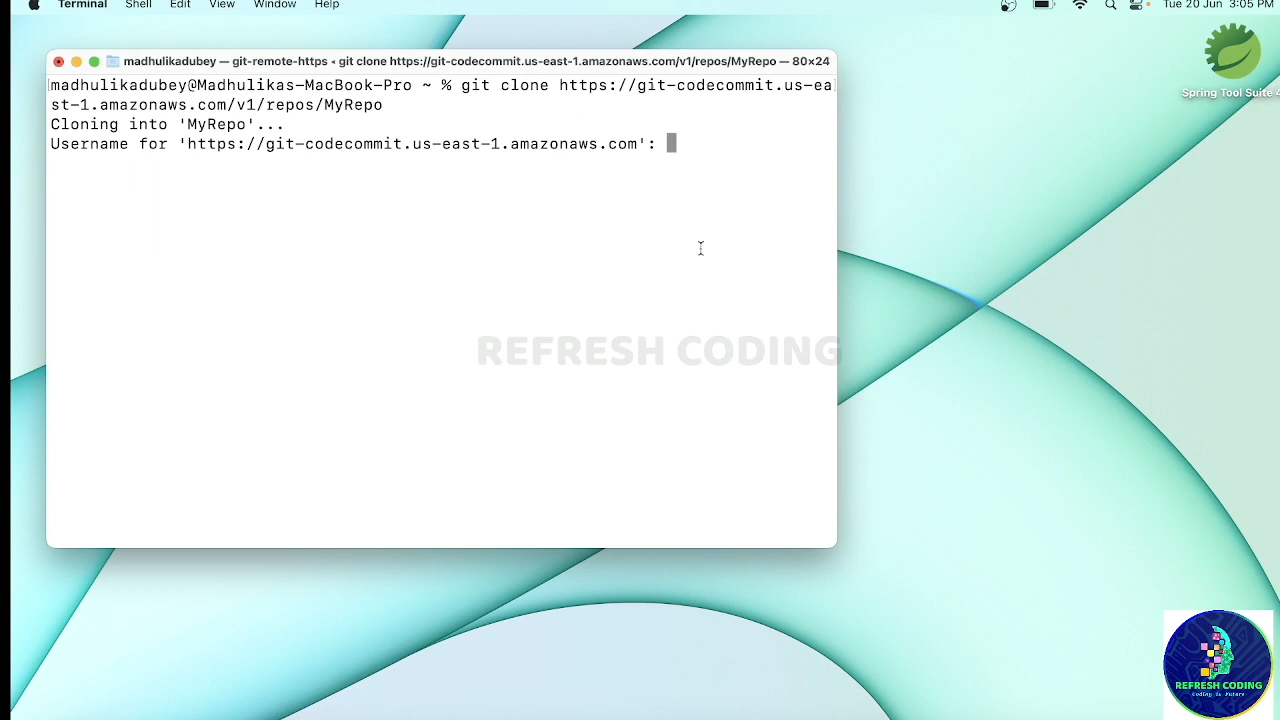 Terminal Shell Edit View Window Help Tue 20 Jun 3:05 PM
Spring Tool Suite 4
madhulikadubey — git-remote-https ◂ git clone https://git-codecommit.us-east-1.amazonaws.com/v1/repos/MyRepo — 80×24
madhulikadubey@Madhulikas-MacBook-Pro ~ % git clone https://git-codecommit.us-ea
st-1.amazonaws.com/v1/repos/MyRepo
Cloning into 'MyRepo'...
Username for 'https://git-codecommit.us-east-1.amazonaws.com':
REFRESH CODING
REFRESH CODING
Coding is Future